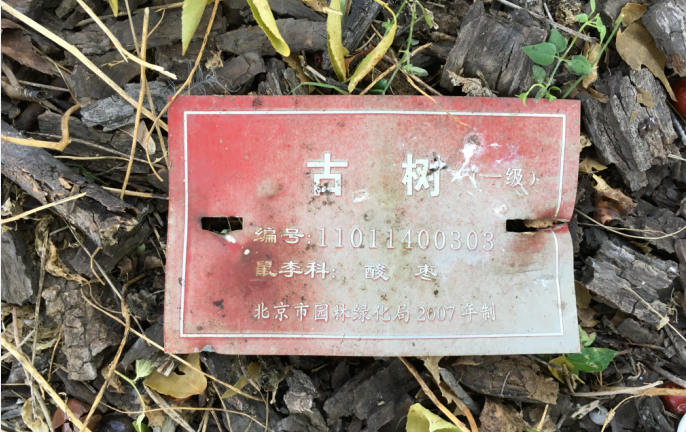 古 树 (一级)
编号:11011400303
鼠李科: 酸 枣
北京市园林绿化局2007年制